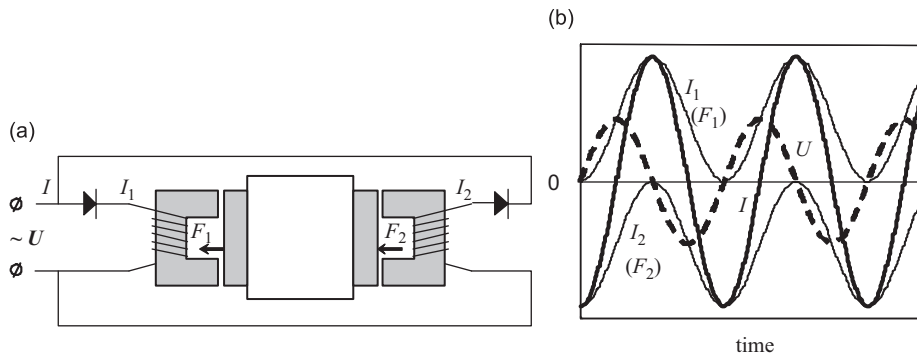 (a)
I
I₁
I₂
F₁
F₂
~ U
(b)
I₁
(F₁)
U
0
I
I₂
(F₂)
time